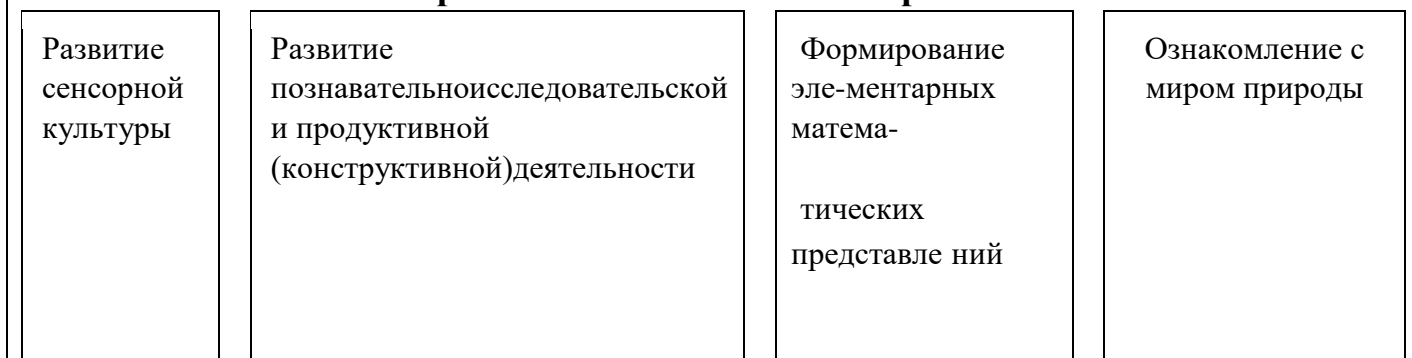 Развитие
сенсорной
культуры
Развитие
познавательноисследовательской
и продуктивной
(конструктивной)деятельности
Формирование
эле-ментарных
матема-
тических
представле ний
Ознакомление с
миром природы